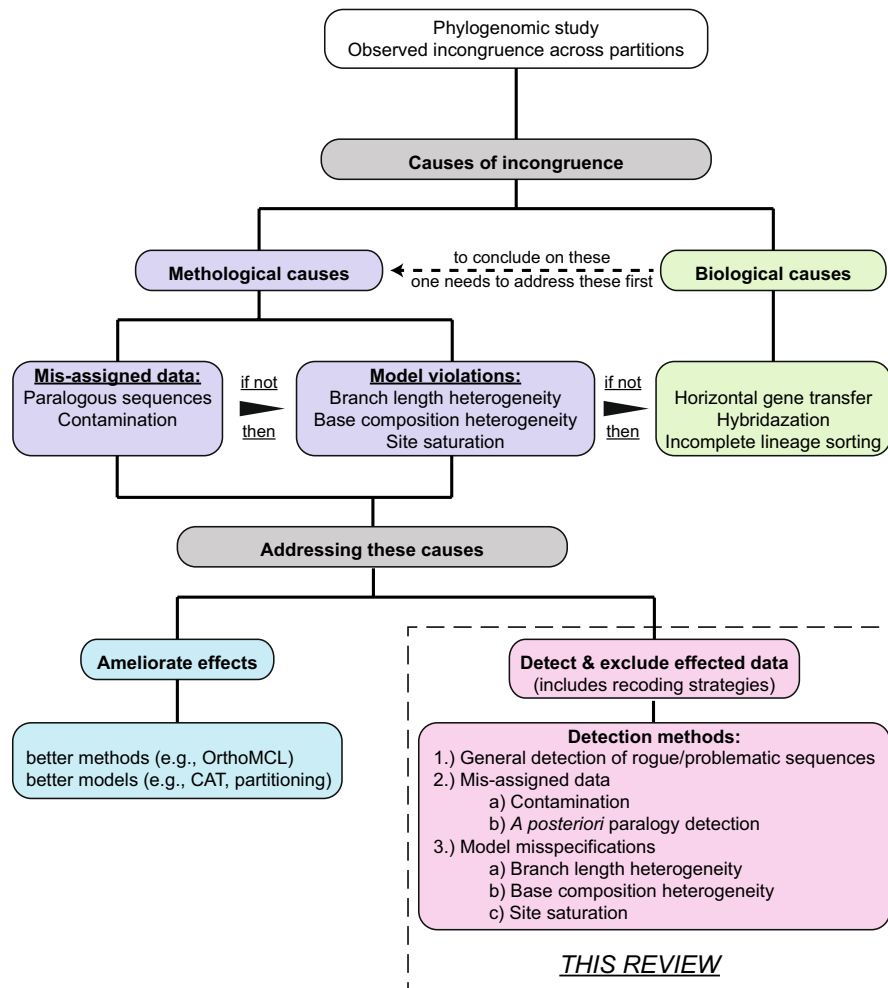 Phylogenomic study
Observed incongruence across partitions
Causes of incongruence
Methological causes
to conclude on these
one needs to address these first
Biological causes
Mis-assigned data:
Paralogous sequences
Contamination
if not
then
Model violations:
Branch length heterogeneity
Base composition heterogeneity
Site saturation
if not
then
Horizontal gene transfer
Hybridazation
Incomplete lineage sorting
Addressing these causes
Ameliorate effects
better methods (e.g., OrthoMCL)
better models (e.g., CAT, partitioning)
Detect & exclude effected data
(includes recoding strategies)
Detection methods:
1.) General detection of rogue/problematic sequences
2.) Mis-assigned data
a) Contamination
b) A posteriori paralogy detection
3.) Model misspecifications
a) Branch length heterogeneity
b) Base composition heterogeneity
c) Site saturation
THIS REVIEW